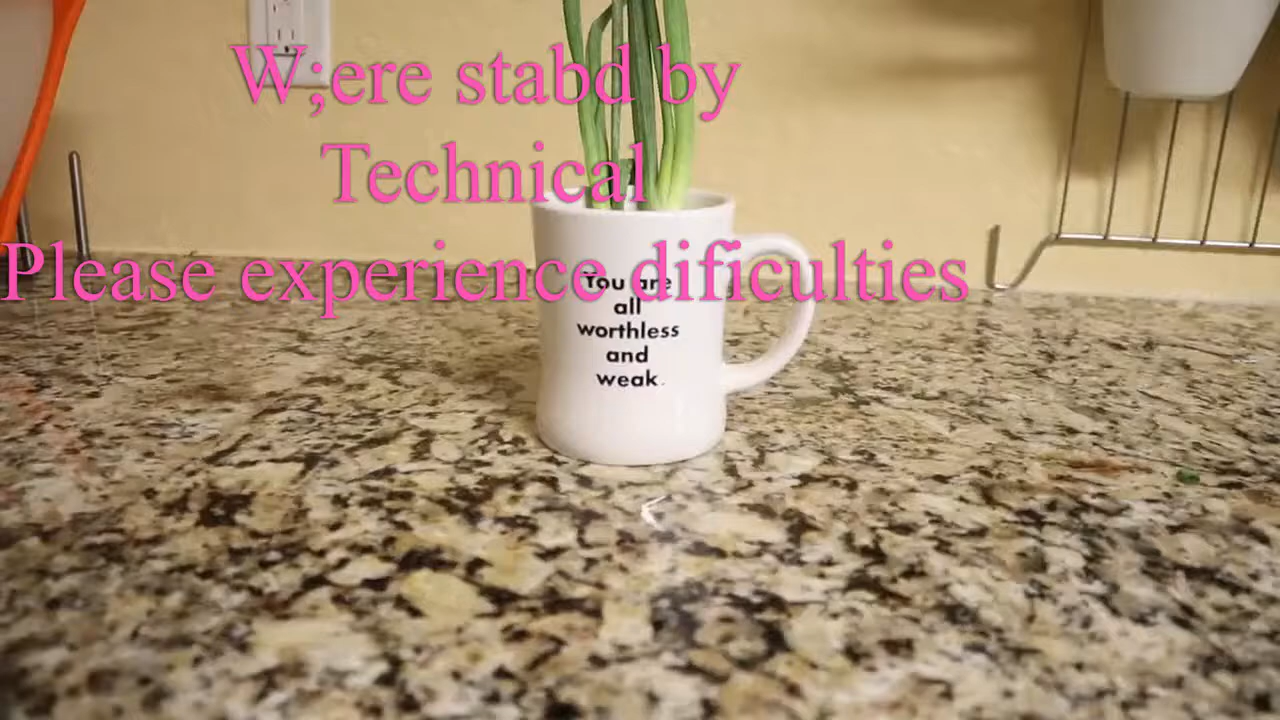 W;ere stabd by
Technical
Please experience dificulties
You are
all
worthless
and
weak.